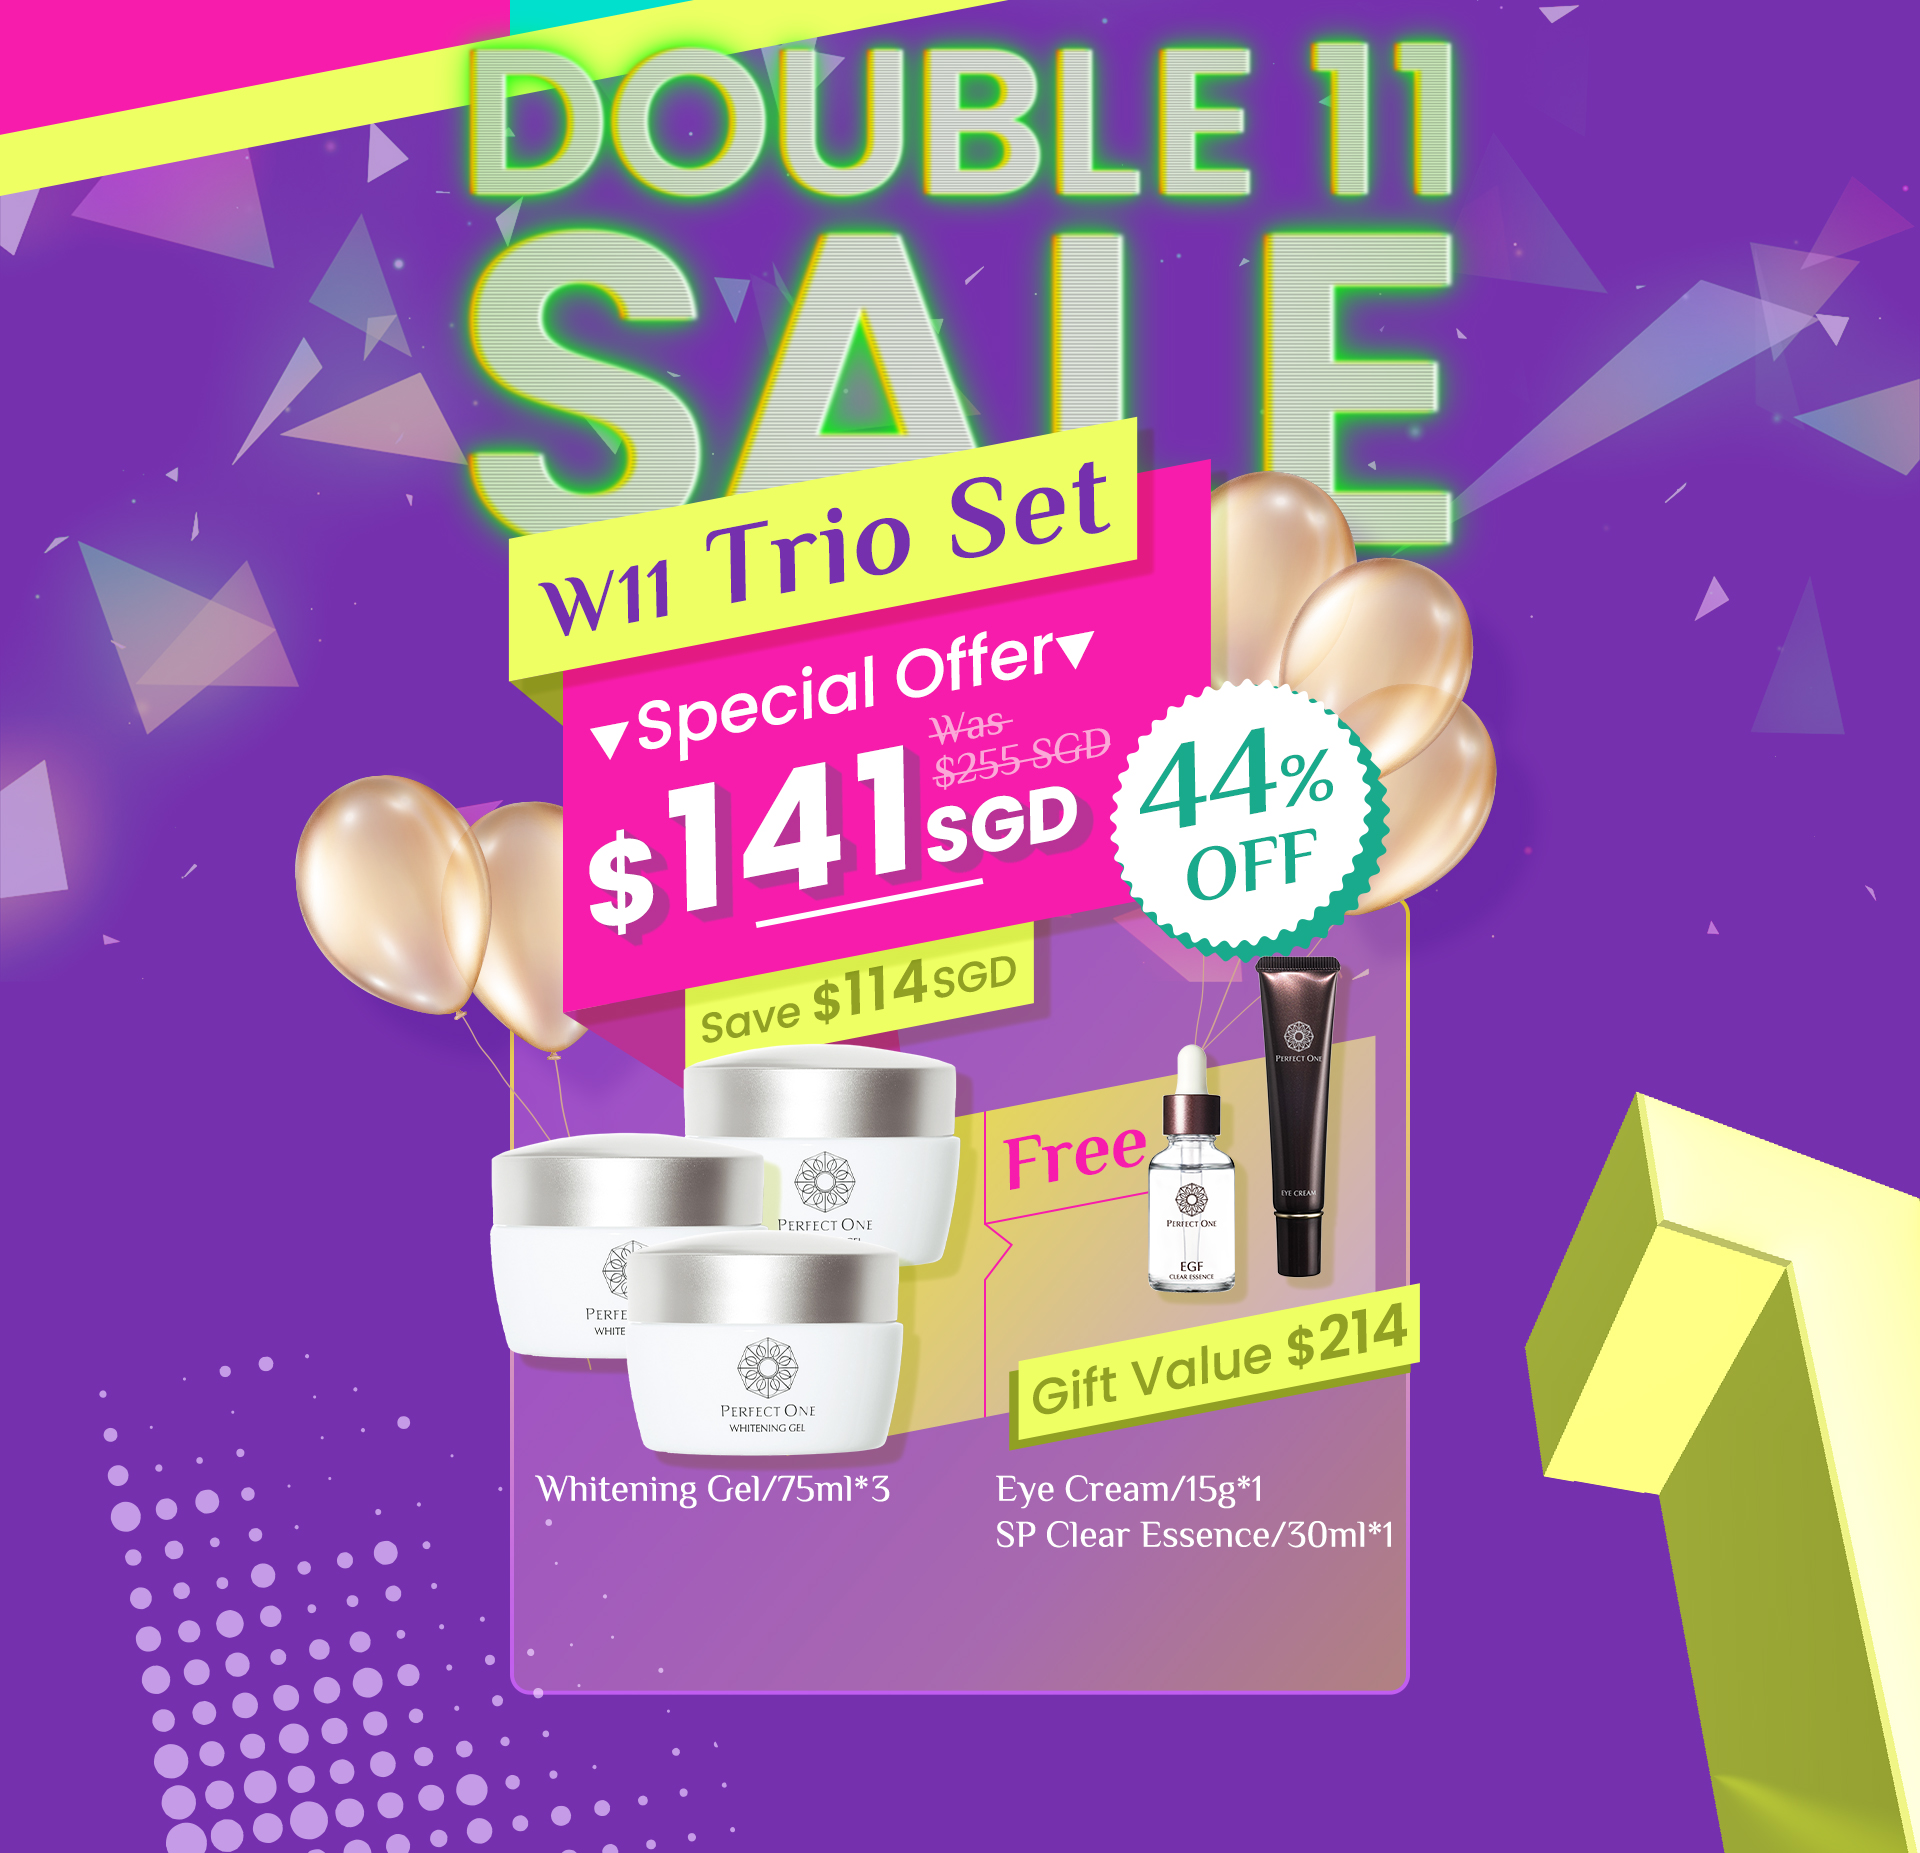 DOUBLE 11
SALE
W11 Trio Set
▼Special Offer▼
Was
$255 SGD
$141SGD
44%
OFF
Save $114SGD
Free
PERFECT ONE
PERFECT ONE
EYE CREAM
PERFECT ONE
EGF
CLEAR ESSENCE
PERFECT ONE
WHITENING GEL
Gift Value $214
Whitening Gel/75ml*3
Eye Cream/15g*1
SP Clear Essence/30ml*1